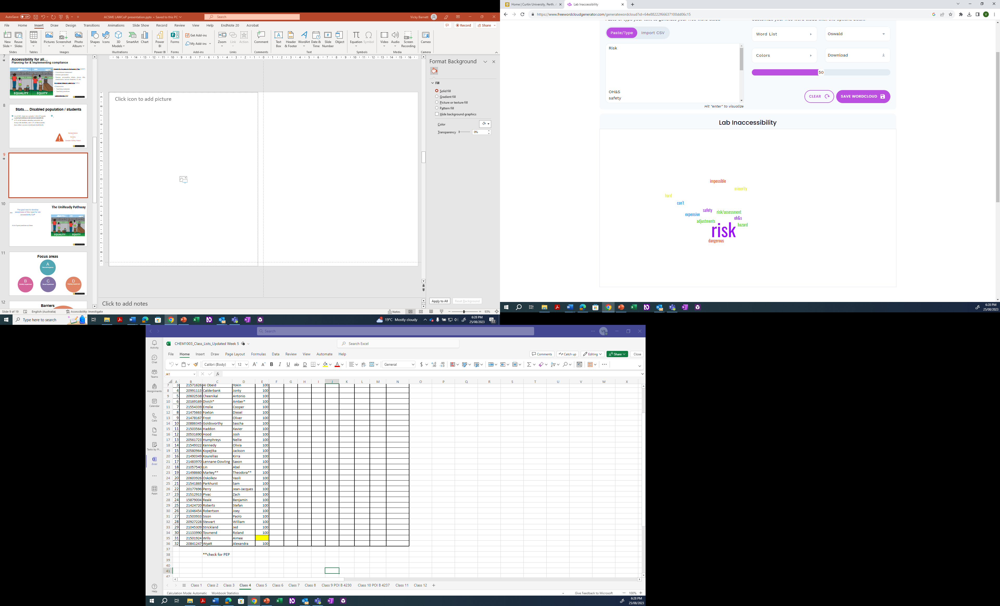 AutoSave Off
ACSME LAWCoP presentation.pptx • Saved to this PC
Search
Vicky Barnett
File Home Insert Draw Design Transitions Animations Slide Show Record Review View Help EndNote 20 Acrobat
Record Share
New Slide Reuse Slides Table Pictures Screenshot Photo Album Shapes Icons 3D Models SmartArt Chart Power BI Forms Get Add-ins My Add-ins Zoom Link Action Comment Text Box Header & Footer WordArt Date & Time Slide Number Object Equation Symbol Video Audio Screen Recording Cameo
Slides Tables Images Illustrations Power BI Forms Add-ins Links Comments Text Symbols Media Camera
7
Accessibility for all...
Planning for & implementing compliance
EQUALITY EQUITY
8
Stats.... Disabled population / students
9
10
The UniReady Pathway
The goal was to develop
awareness of the need for lab
accessibility CoP
EQUALITY EQUITY
11
Focus areas
A
B
C
D
12
Barriers
Click icon to add picture
Click to add notes
Format Background
Fill
Solid fill
Gradient fill
Picture or texture fill
Pattern fill
Hide background graphics
Color
Transparency 0%
Apply to All Reset Background
Slide 9 of 19 English (Australia) Accessibility: Investigate
Notes 93%
Type here to search
19°C Mostly cloudy
6:28 PM
25/08/2023
22
Home | Curtin University, Perth,
Lab Inaccessibility
https://www.freewordcloudgenerator.com/generatewordcloud?id=64e88222f66637100dd06c15
Paste/Type Import CSV
Risk
OH&S
safety
Hit "enter" to visualize
Word List
Oswald
Colors
Download
50
CLEAR
SAVE WORDCLOUD
Lab Inaccessibility
impossible
minority
hard
can't
safety
risk/assessment
expensive
oh&s
adjustments
hazard
risk
dangerous
6:28 PM
25/08/2023
Search
VB
Activity
Chat
Teams
Assignments
Calendar
Calls
Files
Tasks by Pl...
Excel
Apps
Help
CHEM1003_Class_Lists_Updated Week 5
Search Excel
File Home Insert Draw Page Layout Formulas Data Review View Automate Help
Comments Catch up Editing Share Close
Calibri (Body) 12 General
J41
A B C D E F G H I J K L M N O P Q R S T U V W X
7 3 21571626 Al Obeid Yokin 100
8 4 20991113 Calderbank Jonty 100
9 5 20602538 Cheenikal Antonio 100
10 6 20169169 Divich* Amber* 100
11 7 21554339 Emslie Cooper 100
12 8 21475663 Foxton Diesel 100
13 9 21478167 Frost Oliver 100
14 10 20886345 Goldsworthy Sascha 100
15 11 21503564 Haddon Xavier 100
16 12 20531690 Hood Josh 100
17 13 20561723 Humphreys Nellie 100
18 14 21549322 Kennedy Olivia 100
19 15 20580964 Kopejtka Jackson 100
20 16 21490349 Kourellias Kirra 100
21 17 21483970 Lennane-Dowling Saxon 100
22 18 21057540 Lin Abel 100
23 19 21498660 Markey** Theodora** 100
24 20 20603926 Oskolkov Vasili 100
25 21 21541865 Parkhurst Sam 100
26 22 20177696 Perry Jean-Jacques 100
27 23 21512913 Pivac Zach 100
28 24 15879004 Reale Benjamin 100
29 25 21424720 Roberts Stefan 100
30 26 21046454 Robertson Joey 100
31 27 21503933 Sison Paolo 100
32 28 20927228 Stewart William 100
33 29 21045309 Strickland Jed 100
34 30 21133990 Townend Roland 100
35 31 21501924 Wills Aimee
36 32 20841247 Wyatt Alexandra 100
37
38 **check for PEP
39
40
41
42
Class 1 Class 2 Class 3 Class 4 Class 5 Class 6 Class 7 Class 8 Class 9 POI B 4230 Class 10 POI B 4237 Class 11 Class 12
Calculation Mode: Automatic Workbook Statistics
Give Feedback to Microsoft 100%
6:28 PM
25/08/2023